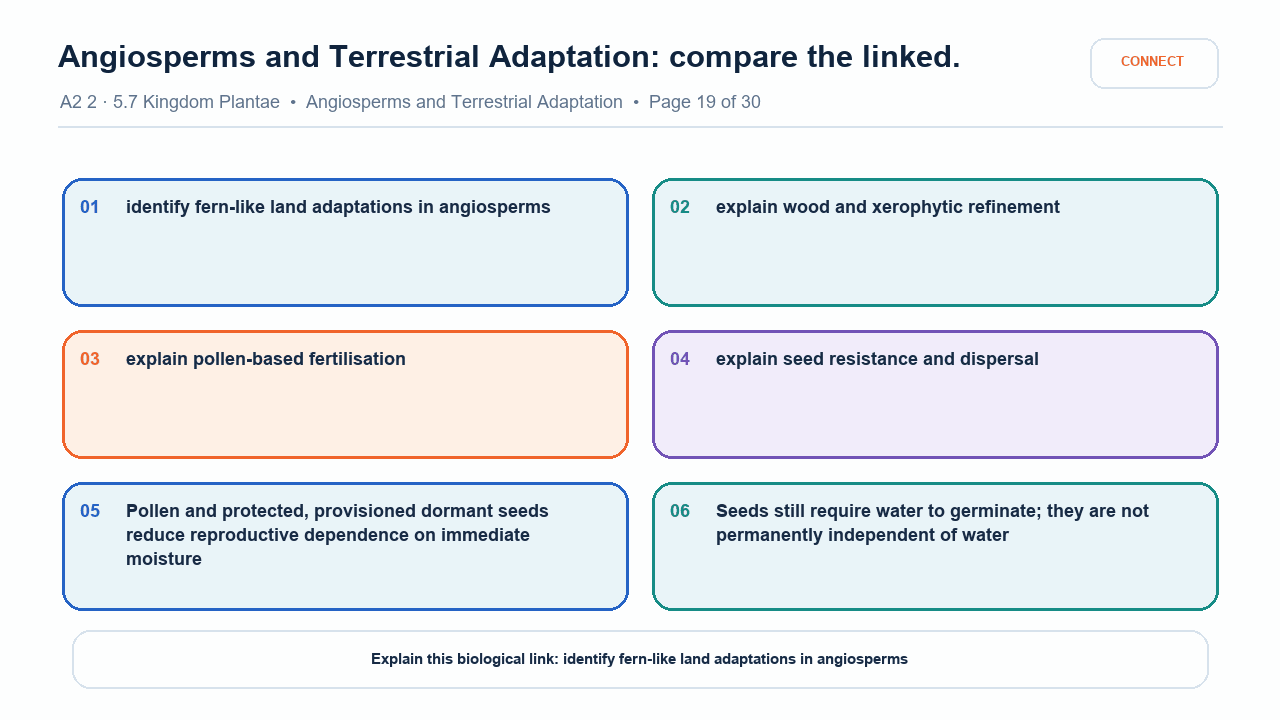 Angiosperms and Terrestrial Adaptation: compare the linked.
CONNECT
A2 2 · 5.7 Kingdom Plantae • Angiosperms and Terrestrial Adaptation • Page 19 of 30
01 identify fern-like land adaptations in angiosperms
02 explain wood and xerophytic refinement
03 explain pollen-based fertilisation
04 explain seed resistance and dispersal
05 Pollen and protected, provisioned dormant seeds
reduce reproductive dependence on immediate
moisture
06 Seeds still require water to germinate; they are not
permanently independent of water
Explain this biological link: identify fern-like land adaptations in angiosperms